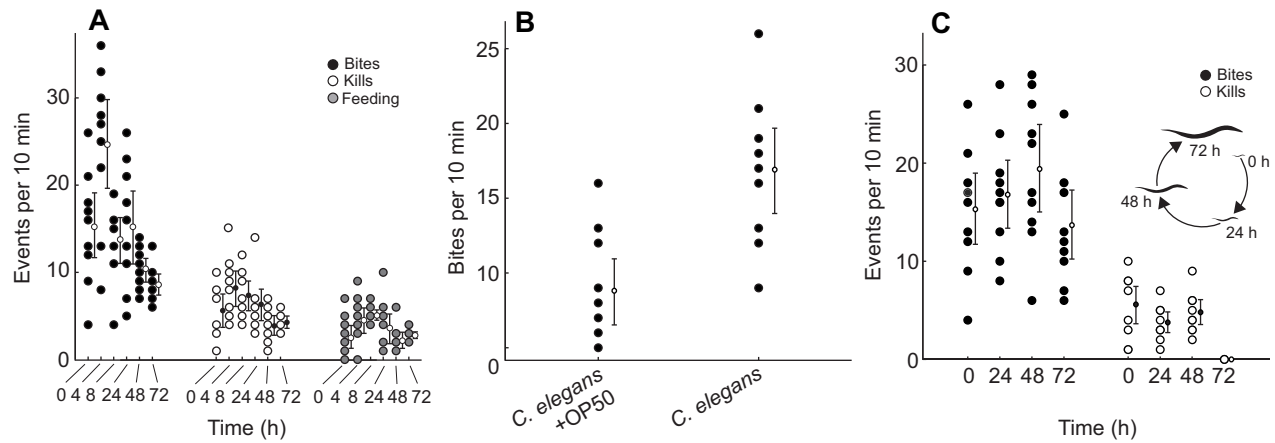 A
Events per 10 min
30
20
10
0
Bites
Kills
Feeding
0 4 8 24 48 72
0 4 8 24 48 72
0 4 8 24 48 72
Time (h)
B
Bites per 10 min
25
20
15
10
0
C. elegans
+OP50
C. elegans
C
Events per 10 min
30
20
10
0
Bites
Kills
72 h
0 h
48 h
24 h
0 24 48 72
0 24 48 72
Time (h)